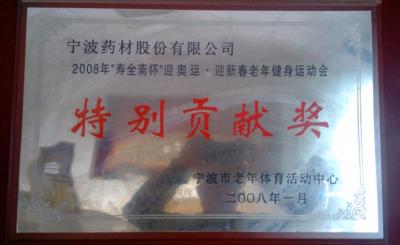 宁波药材股份有限公司
2008年"寿全斋杯"迎奥运·迎新春老年健身运动会
特别贡献奖
宁波市老年体育活动中心
二00八年一月